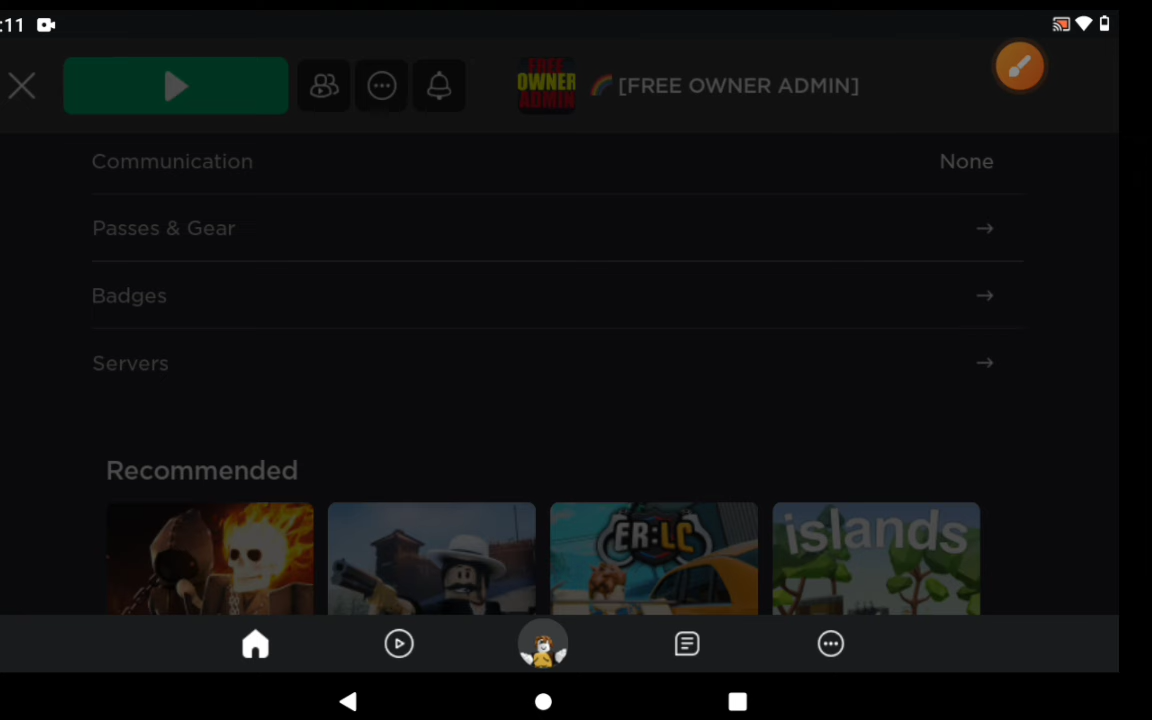 :11
FREE
OWNER
ADMIN
[FREE OWNER ADMIN]
Communication
None
Passes & Gear
Badges
Servers
Recommended
ER:LC
islands